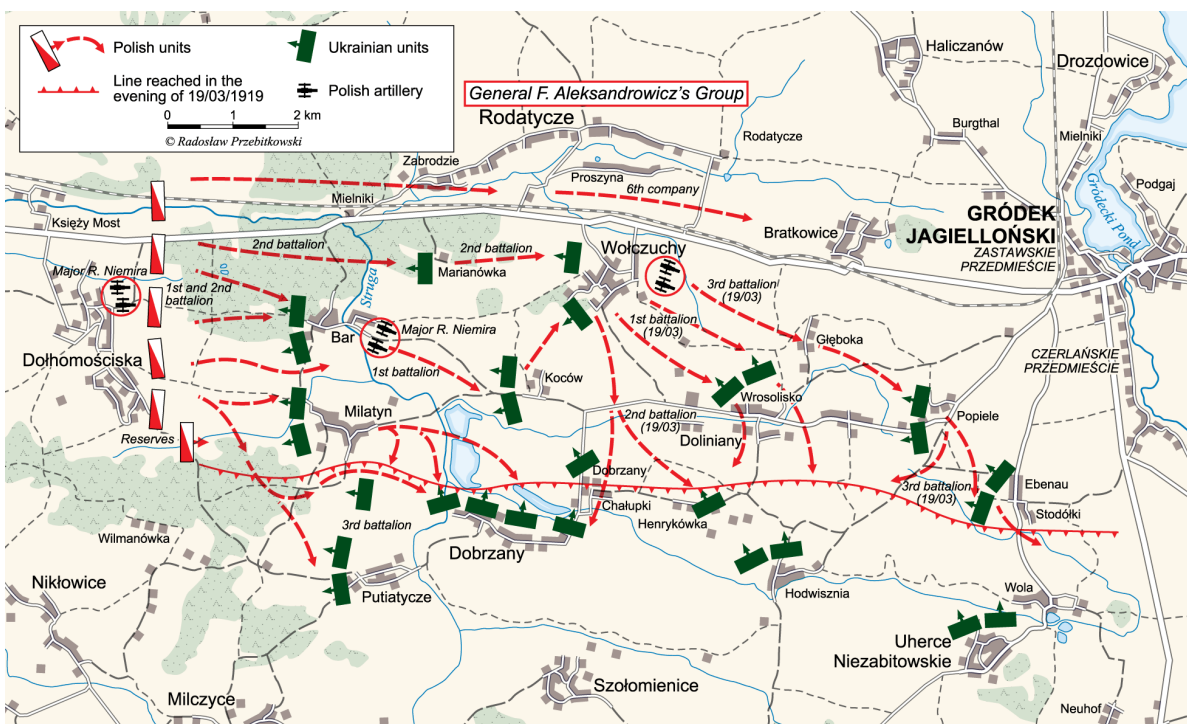 Polish units
Ukrainian units
Line reached in the
evening of 19/03/1919
Polish artillery
0 1 2 km
© Radosław Przebitkowski
General F. Aleksandrowicz's Group
Rodatycze
Haliczanów
Drozdowice
Burgthal
Mielniki
Rodatycze
Zabrodzie
Proszyna
Podgaj
6th company
Mielniki
Gródecki Pond
Księży Most
GRÓDEK
JAGIELLOŃSKI
ZASTAWSKIE
PRZEDMIEŚCIE
Bratkowice
2nd battalion
2nd battalion
Wołczuchy
Marianówka
Major R. Niemira
1st and 2nd
battalion
Struga
3rd battalion
(19/03)
1st battalion
(19/03)
Bar
Major R. Niemira
Głęboka
Dołhomościska
1st battalion
Koców
CZERLAŃSKIE
PRZEDMIEŚCIE
Wrosolisko
Milatyn
2nd battalion
(19/03)
Doliniany
Popiele
Reserves
Dobrzany
3rd battalion
(19/03)
Ebenau
Chałupki
Henrykówka
Stodółki
3rd battalion
Wilmanówka
Dobrzany
Nikłowice
Putiatycze
Hodwisznia
Wola
Uherce
Niezabitowskie
Szołomienice
Milczyce
Neuhof